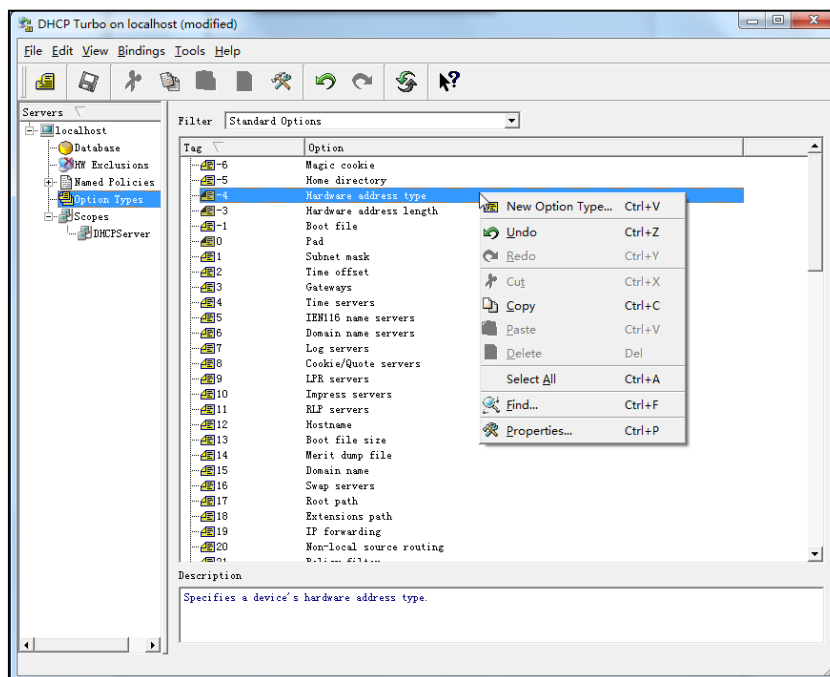 DHCP Turbo on localhost (modified)
File Edit View Bindings Tools Help
Servers
localhost
Database
HW Exclusions
Named Policies
Option Types
Scopes
DHCPServer
Filter Standard Options
Tag Option
-6 Magic cookie
-5 Home directory
-4 Hardware address type
-3 Hardware address length
-1 Boot file
0 Pad
1 Subnet mask
2 Time offset
3 Gateways
4 Time servers
5 IEN116 name servers
6 Domain name servers
7 Log servers
8 Cookie/Quote servers
9 LPR servers
10 Impress servers
11 RLP servers
12 Hostname
13 Boot file size
14 Merit dump file
15 Domain name
16 Swap servers
17 Root path
18 Extensions path
19 IP forwarding
20 Non-local source routing
New Option Type... Ctrl+V
Undo Ctrl+Z
Redo Ctrl+Y
Cut Ctrl+X
Copy Ctrl+C
Paste Ctrl+V
Delete Del
Select All Ctrl+A
Find... Ctrl+F
Properties... Ctrl+P
Description
Specifies a device's hardware address type.